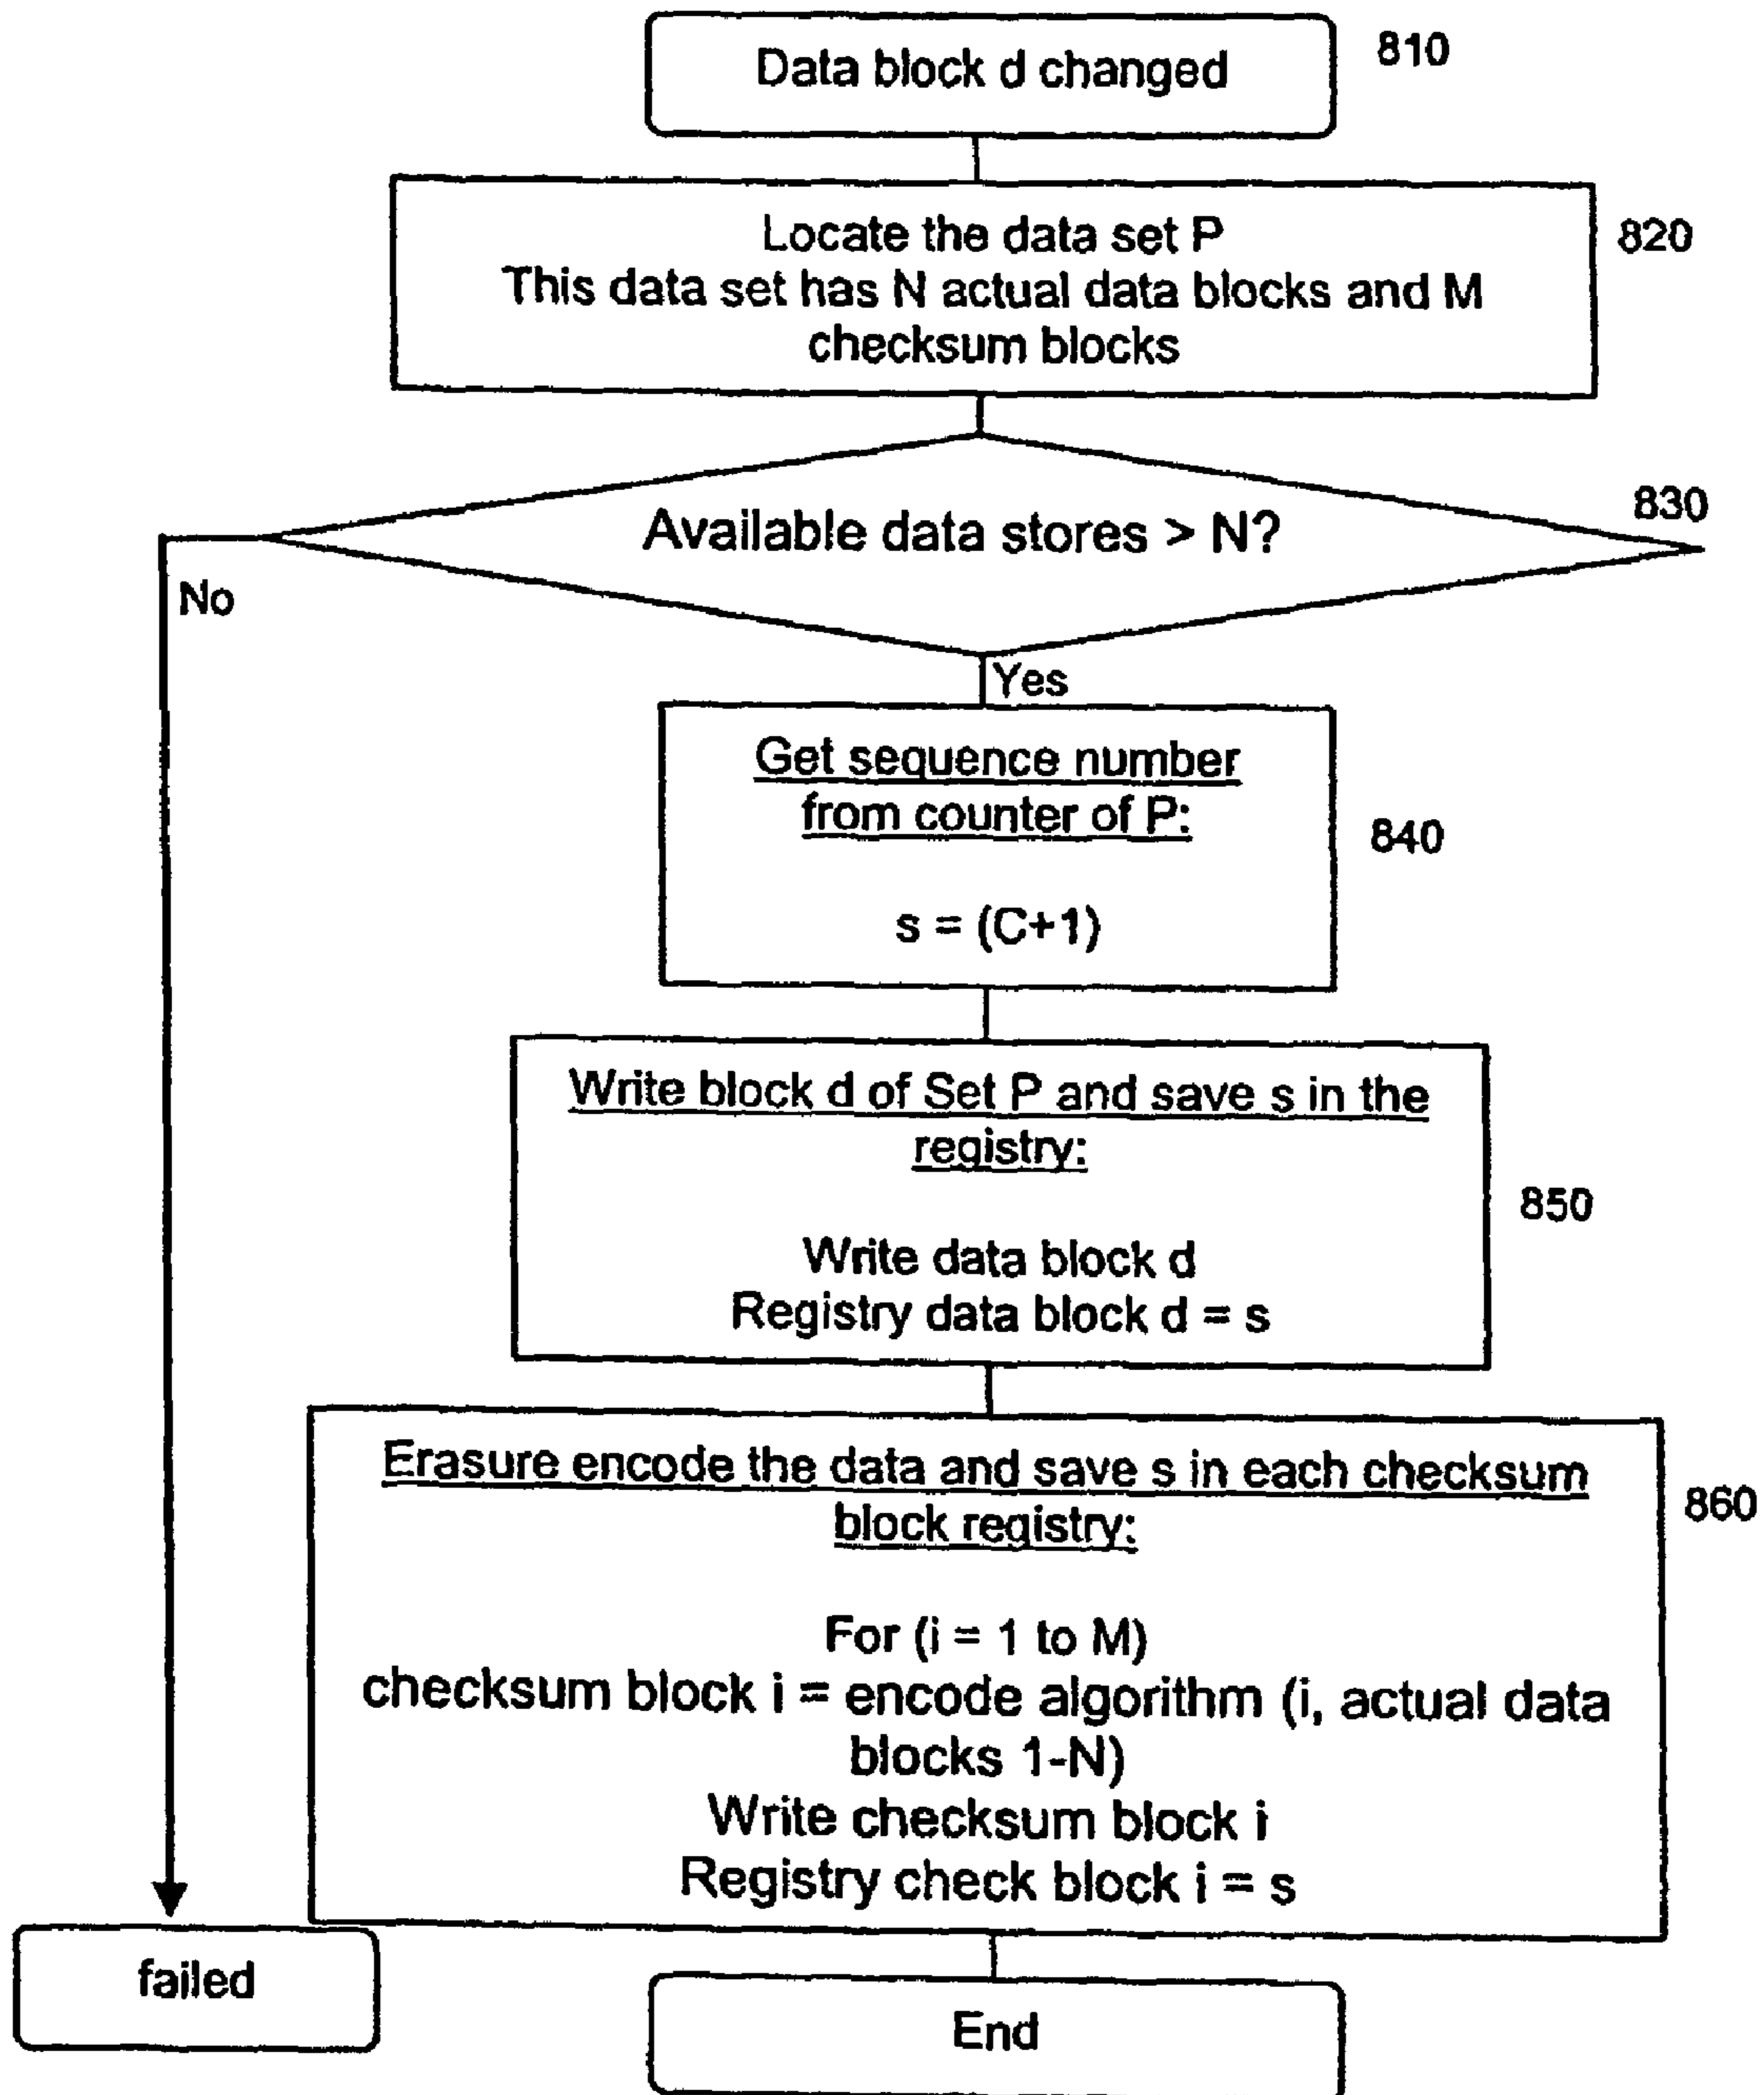 Data block d changed
810
Locate the data set P
This data set has N actual data blocks and M
checksum blocks
820
Available data stores > N?
830
No
Yes
Get sequence number
from counter of P:
s = (C+1)
840
Write block d of Set P and save s in the
registry:
Write data block d
Registry data block d = s
850
Erasure encode the data and save s in each checksum
block registry:
For (i = 1 to M)
checksum block i = encode algorithm (i, actual data
blocks 1-N)
Write checksum block i
Registry check block i = s
860
failed
End